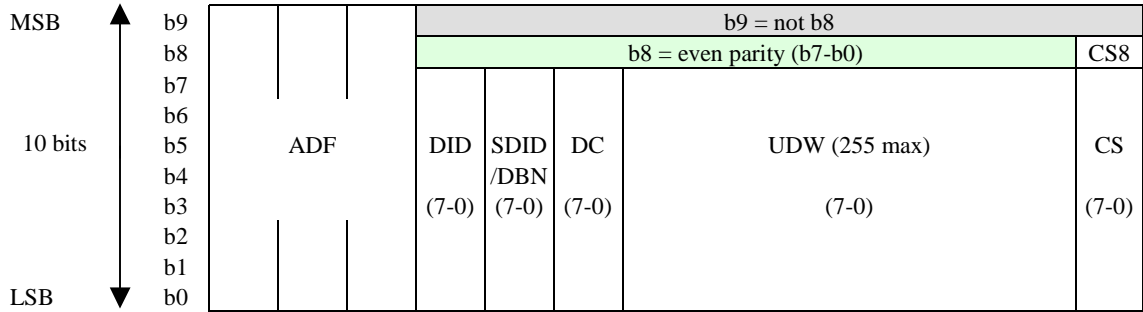 MSB b9 b9 = not b8
b8 b8 = even parity (b7-b0) CS8
b7
b6
10 bits b5 ADF DID SDID DC UDW (255 max) CS
b4 /DBN
b3 (7-0) (7-0) (7-0) (7-0) (7-0)
b2
b1
LSB b0